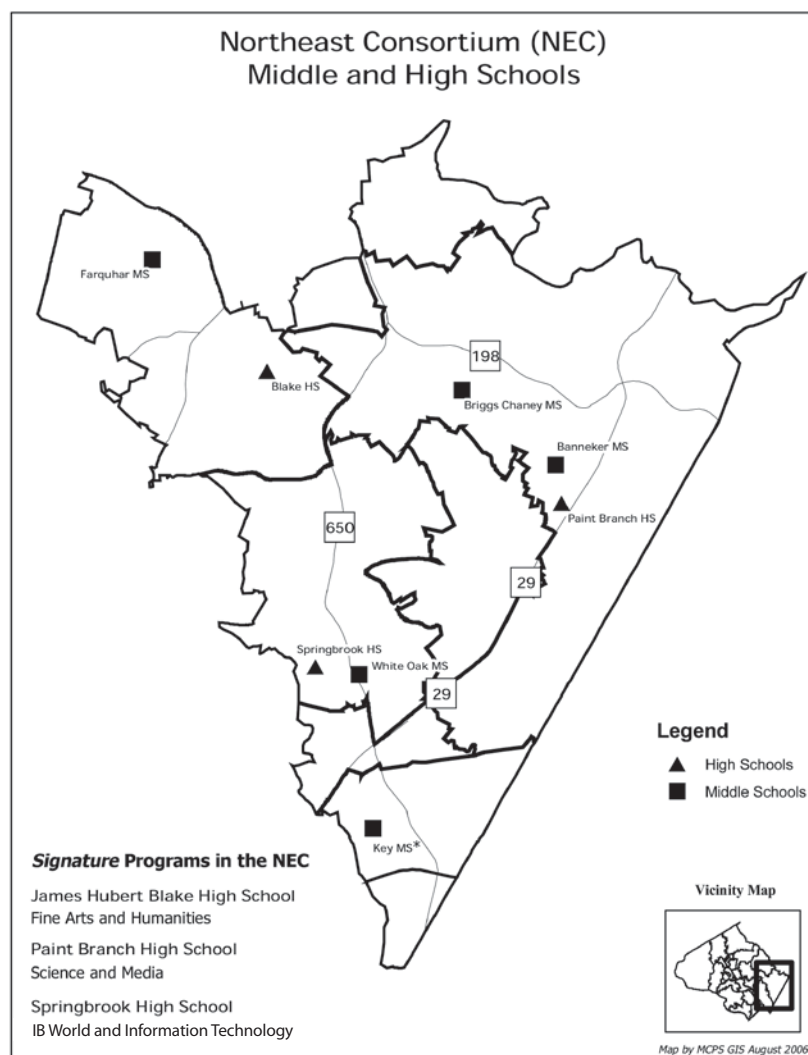 Northeast Consortium (NEC)
Middle and High Schools
Farquhar MS
198
Blake HS
Briggs Chaney MS
Banneker MS
Paint Branch HS
650
29
Springbrook HS
White Oak MS
29
Legend
High Schools
Middle Schools
Key MS*
Signature Programs in the NEC
James Hubert Blake High School
Fine Arts and Humanities
Paint Branch High School
Science and Media
Springbrook High School
IB World and Information Technology
Vicinity Map
Map by MCPS GIS August 2006